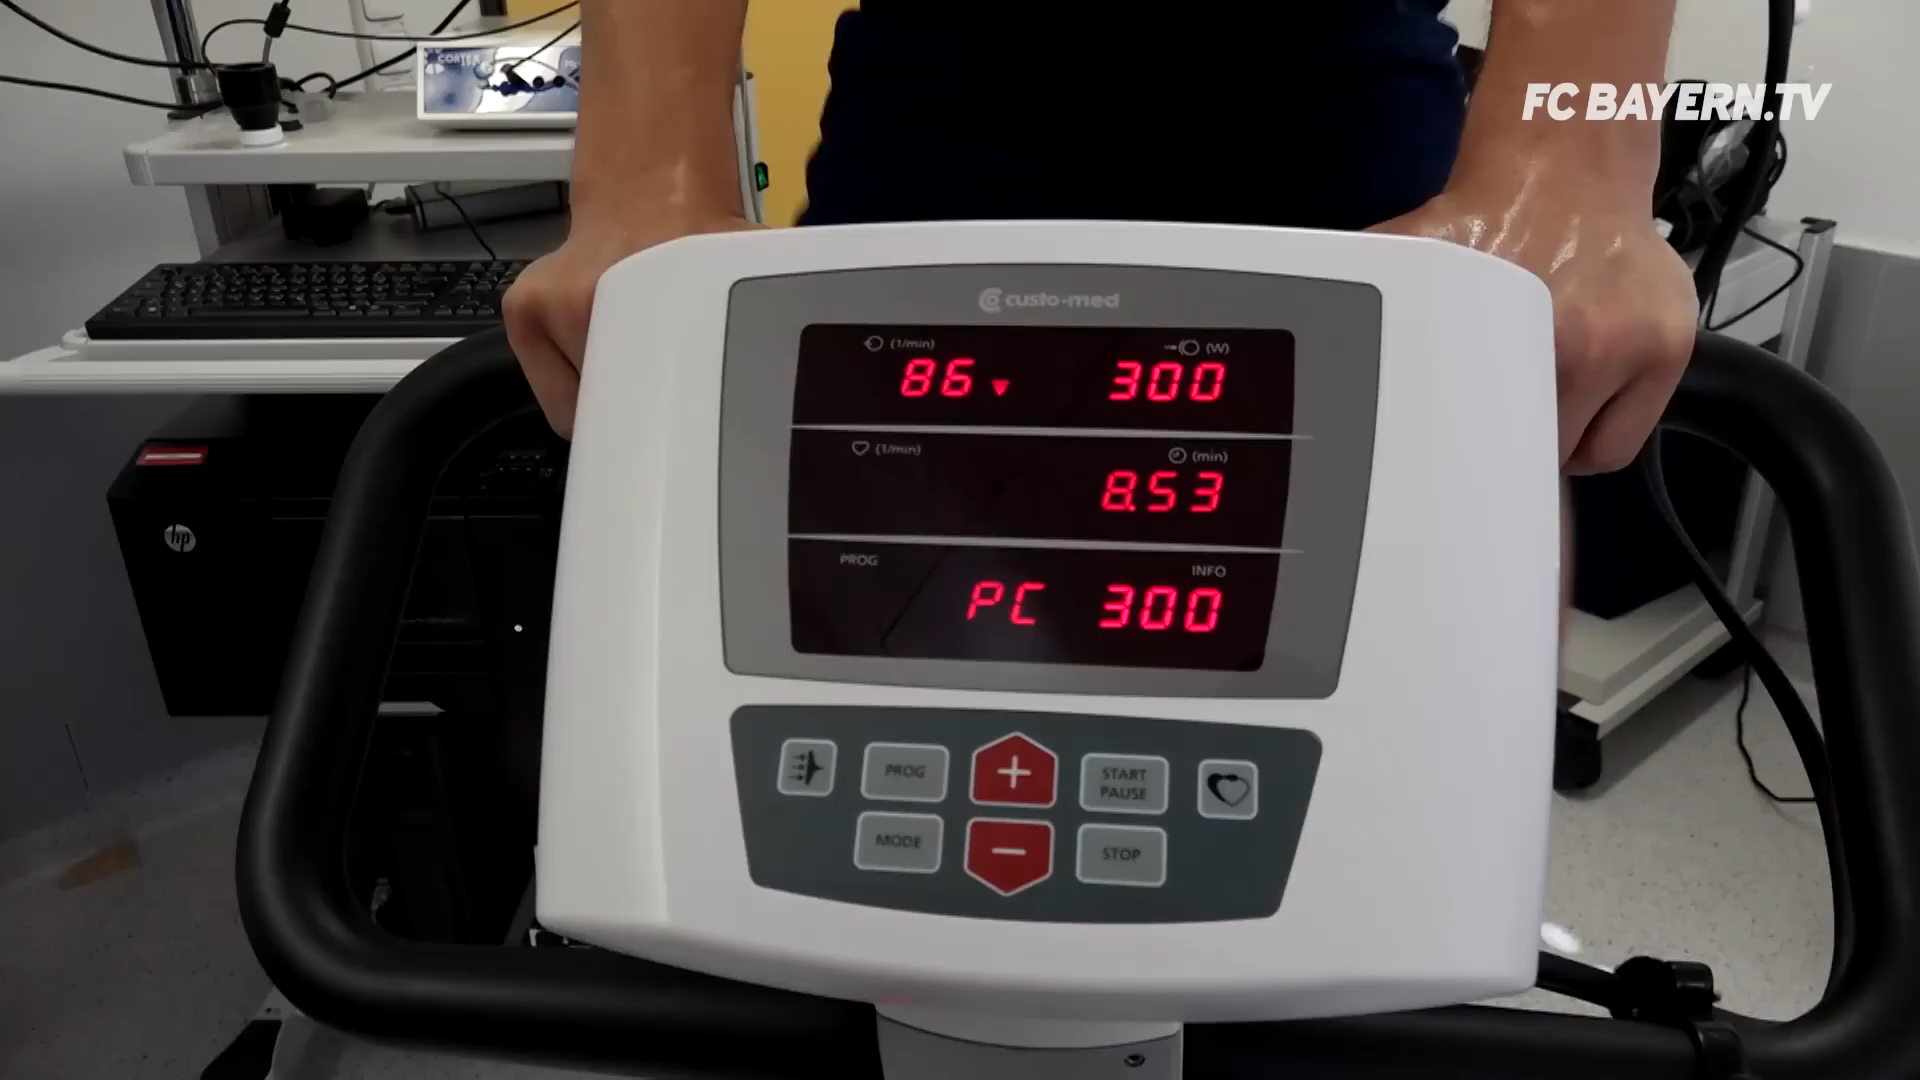 FC BAYERN.TV
CORTEX
custo-med
(1/min) (W)
86 300
(1/min) (min)
8.53
PROG INFO
PC 300
hp
PROG + START PAUSE
MODE - STOP